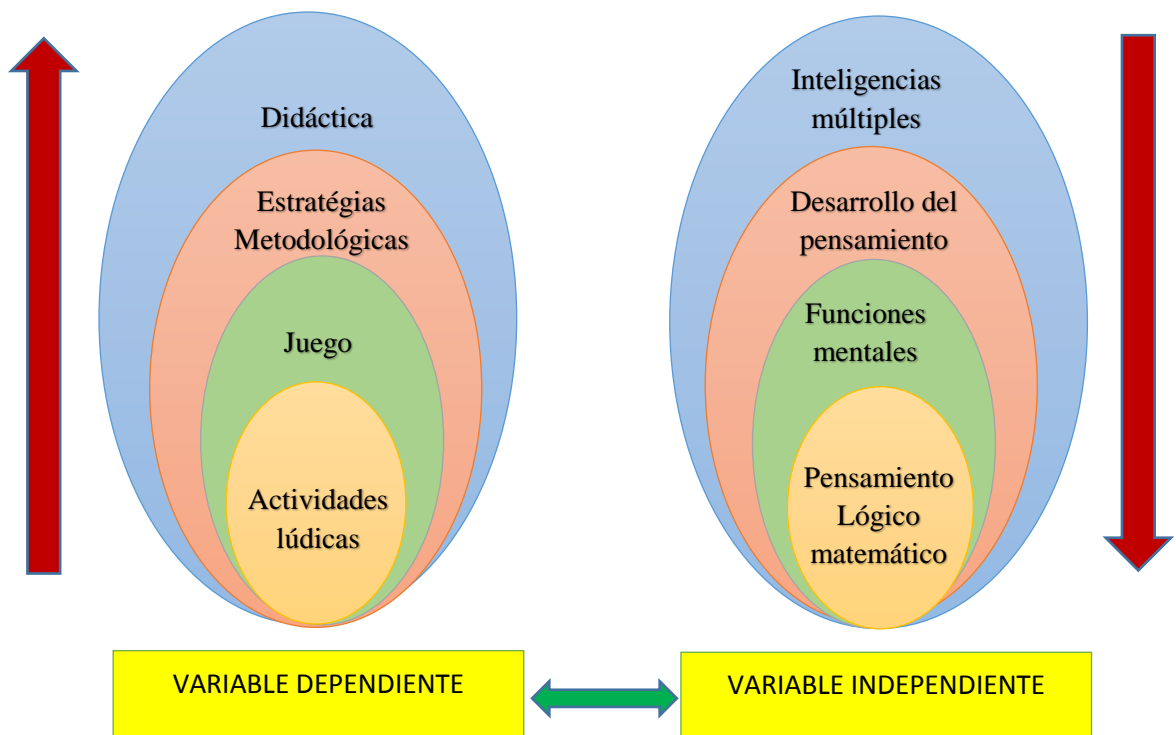 Didáctica
Estratégias
Metodológicas
Juego
Actividades
lúdicas
Inteligencias
múltiples
Desarrollo del
pensamiento
Funciones
mentales
Pensamiento
Lógico
matemático
VARIABLE DEPENDIENTE
VARIABLE INDEPENDIENTE